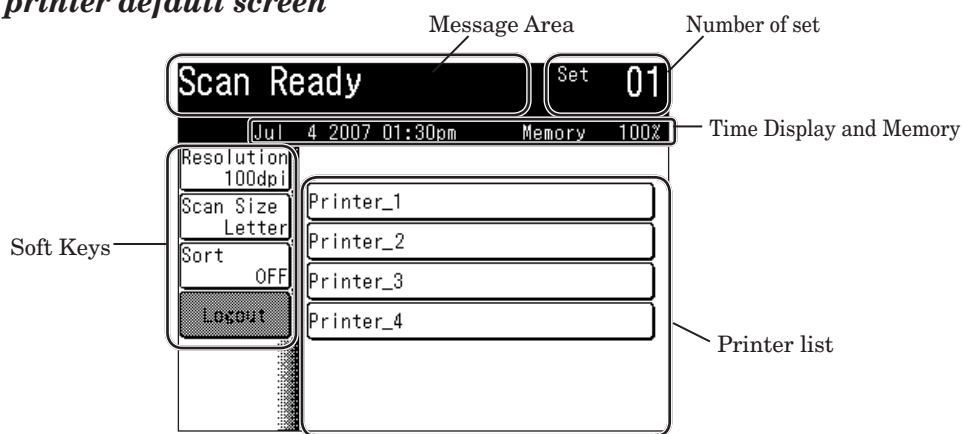 printer default screen
Message Area
Number of set
Scan Ready
Set 01
Jul 4 2007 01:30pm Memory 100%
Time Display and Memory
Resolution
100dpi
Scan Size
Letter
Sort
OFF
Logout
Soft Keys
Printer_1
Printer_2
Printer_3
Printer_4
Printer list